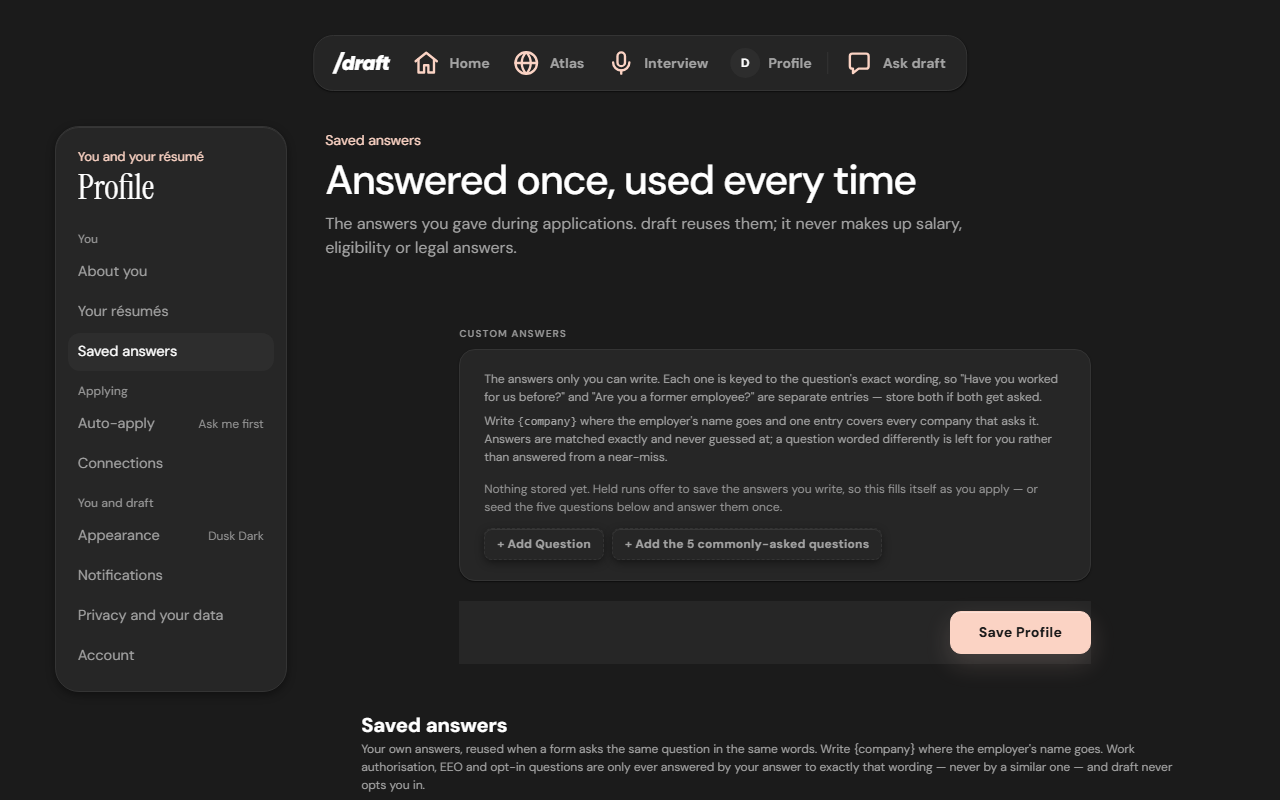 /draft
Home
Atlas
Interview
D
Profile
Ask draft
You and your résumé
Profile
You
About you
Your résumés
Saved answers
Applying
Auto-apply
Ask me first
Connections
You and draft
Appearance
Dusk Dark
Notifications
Privacy and your data
Account
Saved answers
Answered once, used every time
The answers you gave during applications. draft reuses them; it never makes up salary,
eligibility or legal answers.
CUSTOM ANSWERS
The answers only you can write. Each one is keyed to the question's exact wording, so "Have you worked
for us before?" and "Are you a former employee?" are separate entries — store both if both get asked.
Write {company} where the employer's name goes and one entry covers every company that asks it.
Answers are matched exactly and never guessed at; a question worded differently is left for you rather
than answered from a near-miss.
Nothing stored yet. Held runs offer to save the answers you write, so this fills itself as you apply — or
seed the five questions below and answer them once.
+ Add Question
+ Add the 5 commonly-asked questions
Save Profile
Saved answers
Your own answers, reused when a form asks the same question in the same words. Write {company} where the employer's name goes. Work
authorisation, EEO and opt-in questions are only ever answered by your answer to exactly that wording — never by a similar one — and draft never
opts you in.